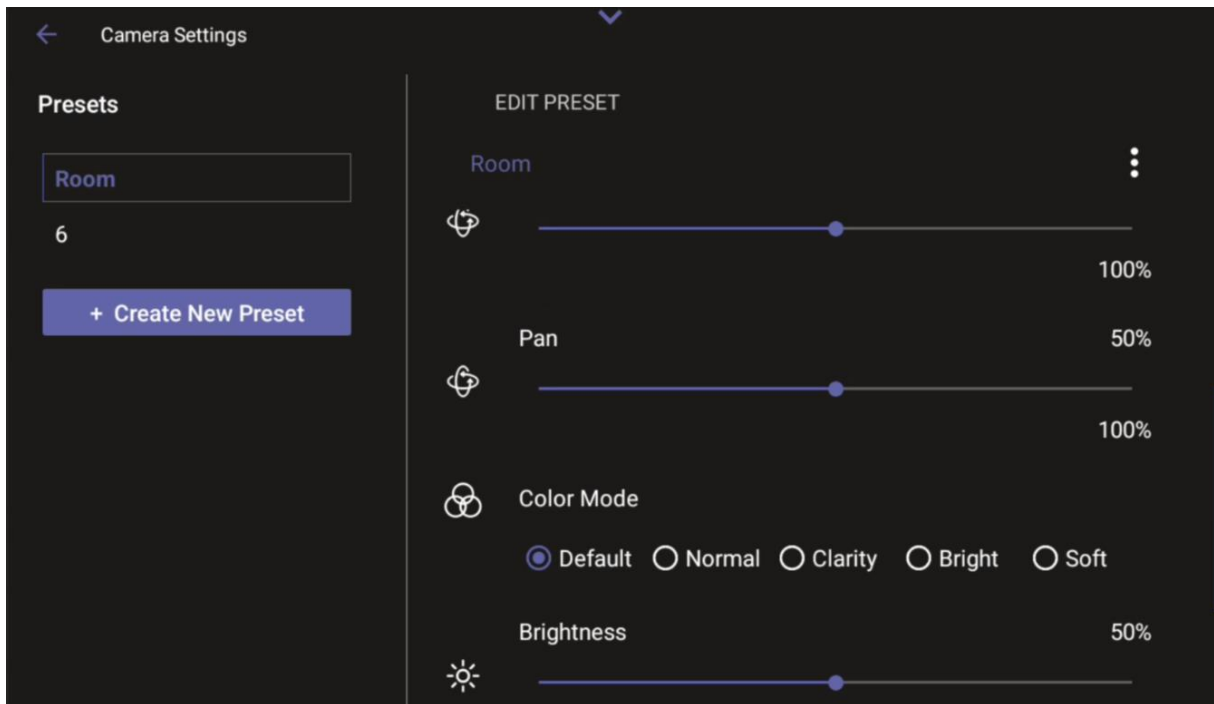 Camera Settings
Presets
Room
6
+ Create New Preset
EDIT PRESET
Room
100%
Pan 50%
100%
Color Mode
Default Normal Clarity Bright Soft
Brightness 50%